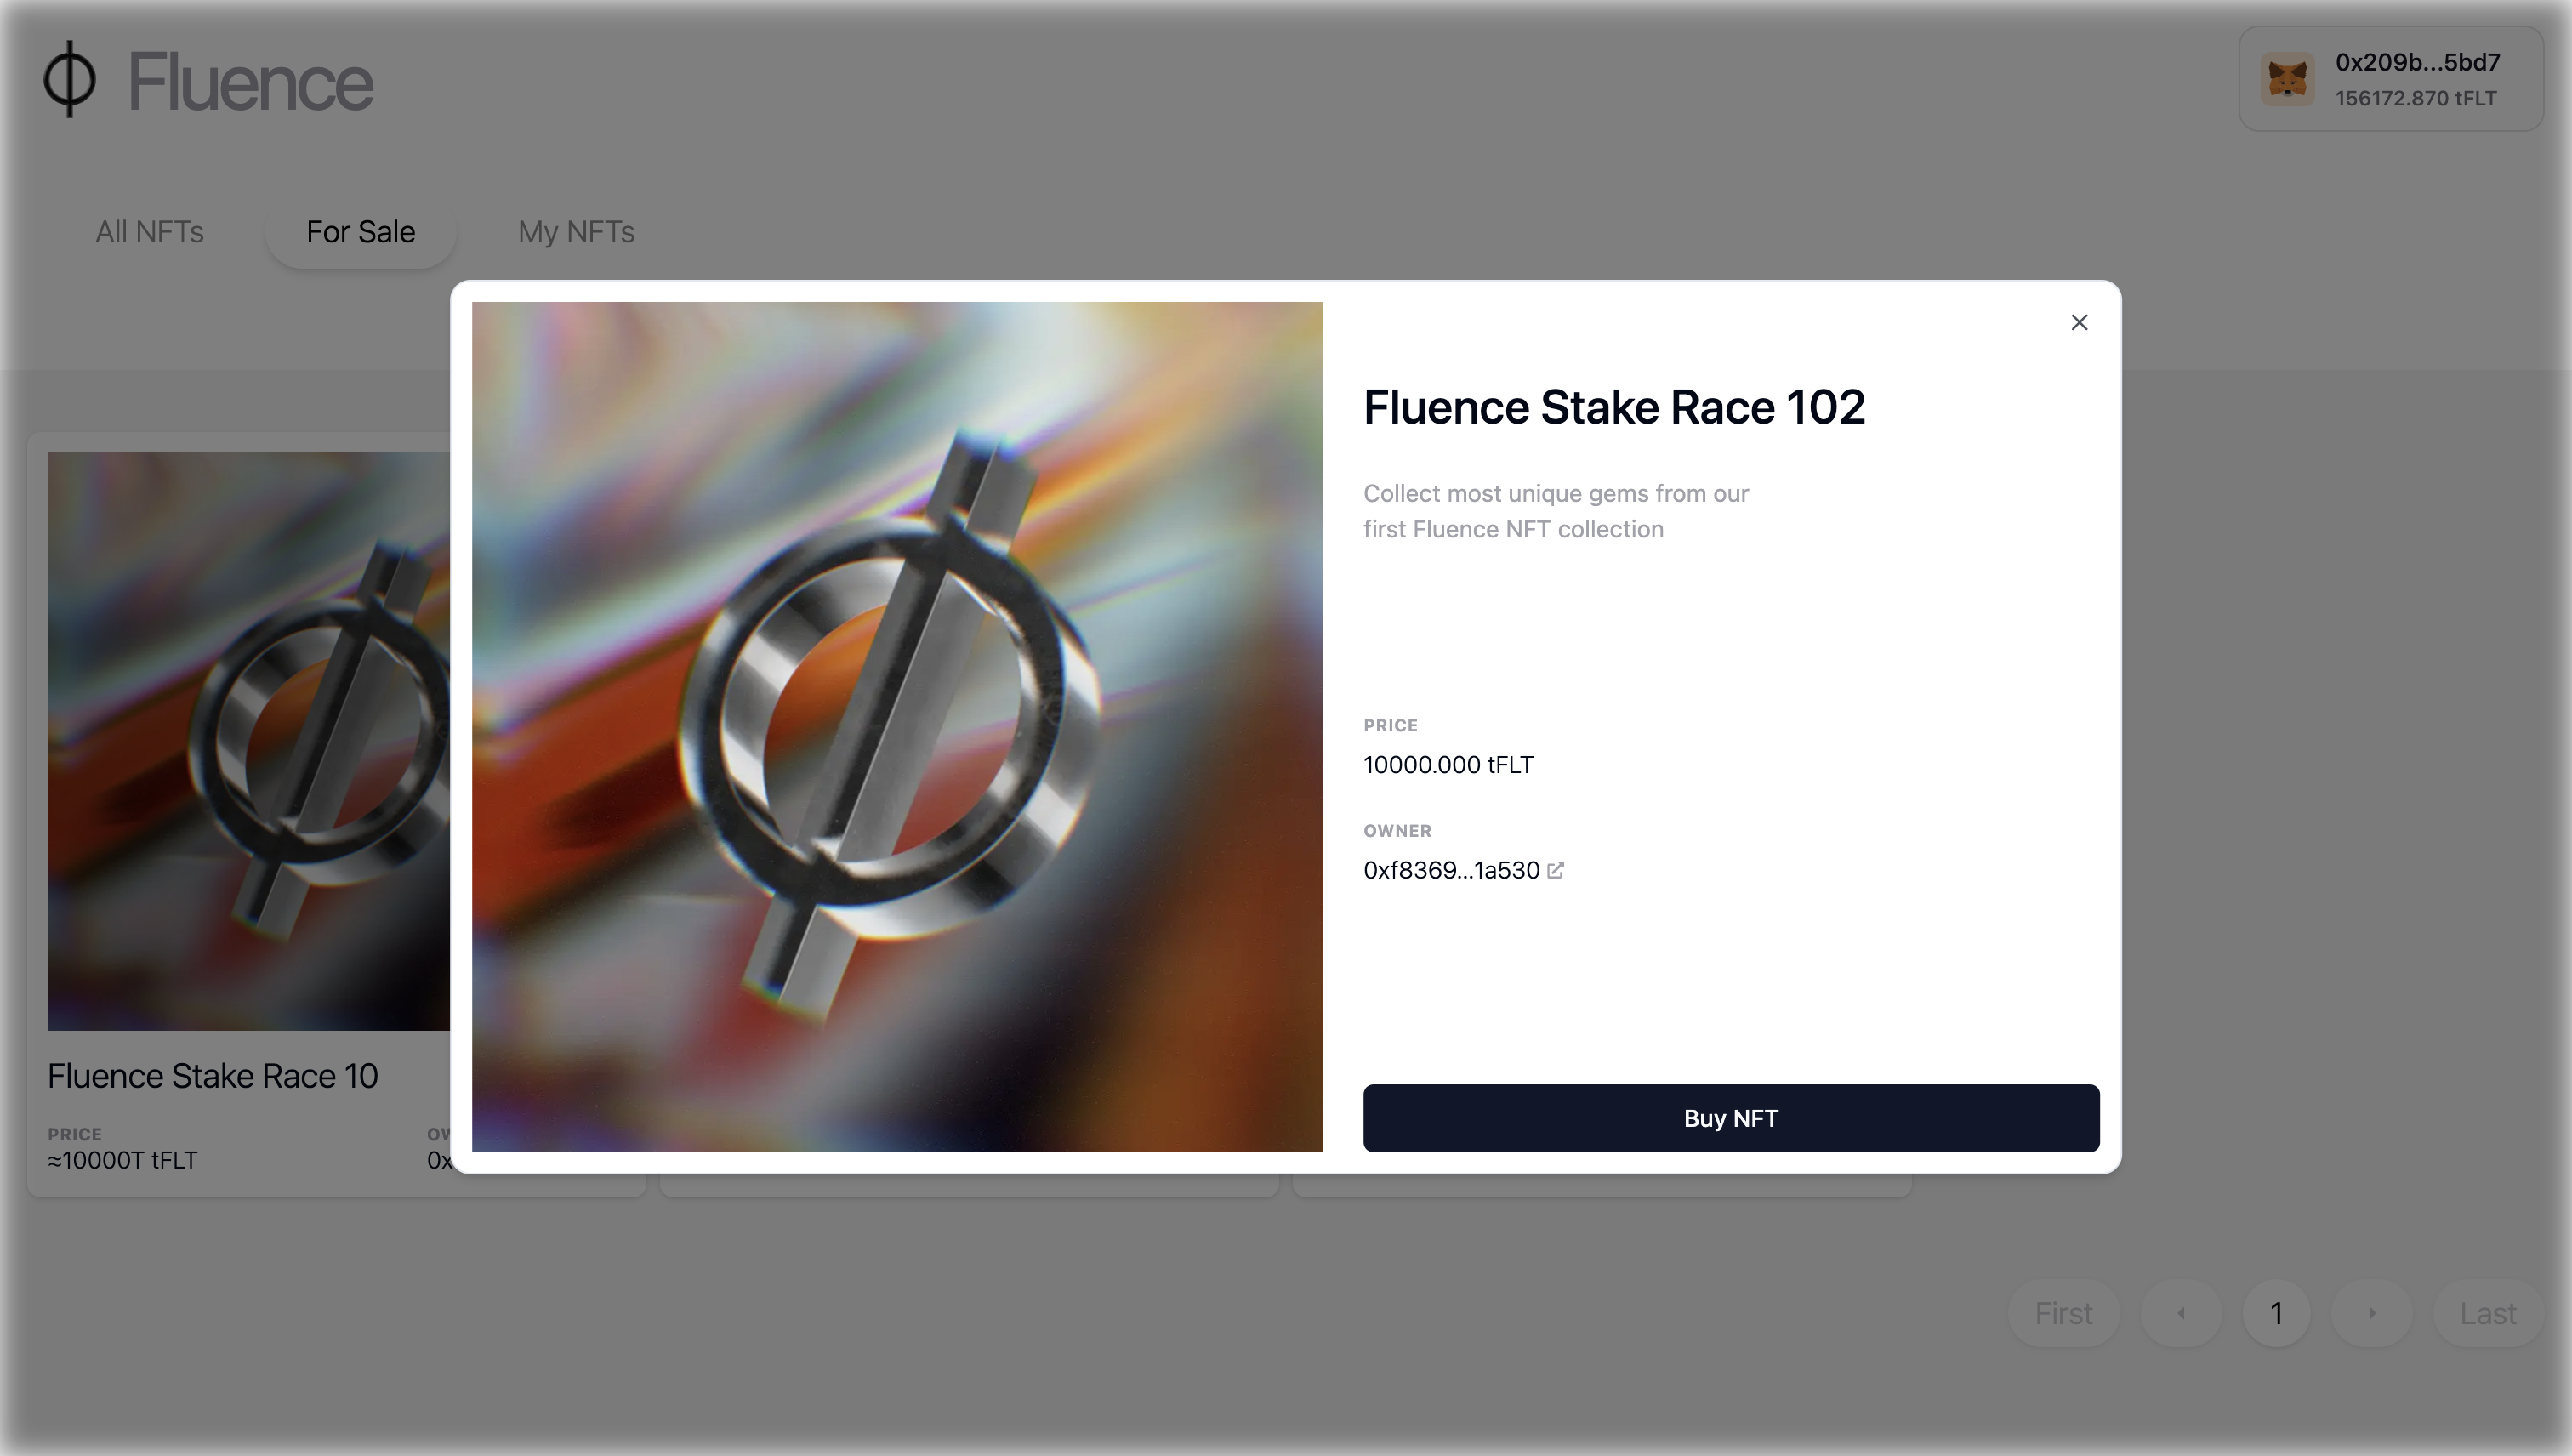 Fluence
0x209b...5bd7
156172.870 tFLT
All NFTs
For Sale
My NFTs
Fluence Stake Race 102
Collect most unique gems from our
first Fluence NFT collection
PRICE
10000.000 tFLT
OWNER
0xf8369...1a530
Buy NFT
Fluence Stake Race 10
PRICE
≈10000T tFLT
First
1
Last